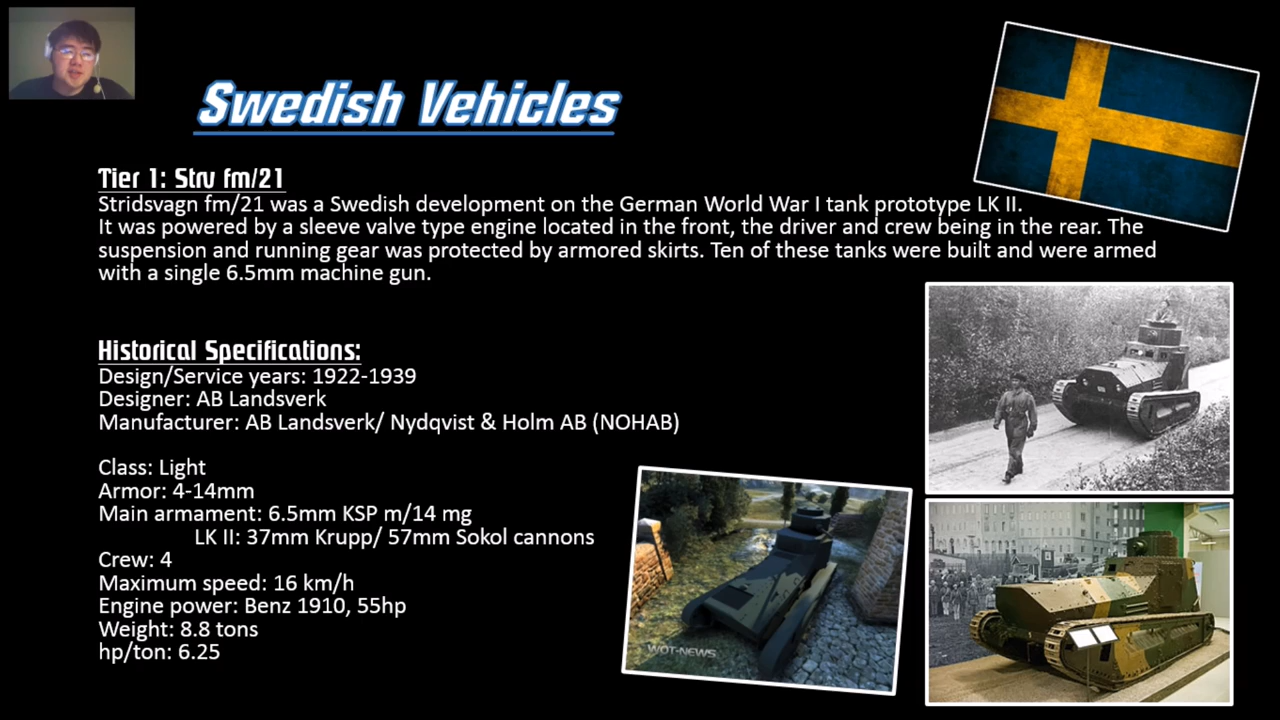 Swedish Vehicles
Tier 1: Strv fm/21
Stridsvagn fm/21 was a Swedish development on the German World War I tank prototype LK II.
It was powered by a sleeve valve type engine located in the front, the driver and crew being in the rear. The
suspension and running gear was protected by armored skirts. Ten of these tanks were built and were armed
with a single 6.5mm machine gun.
Historical Specifications:
Design/Service years: 1922-1939
Designer: AB Landsverk
Manufacturer: AB Landsverk/ Nydqvist & Holm AB (NOHAB)
Class: Light
Armor: 4-14mm
Main armament: 6.5mm KSP m/14 mg
LK II: 37mm Krupp/ 57mm Sokol cannons
Crew: 4
Maximum speed: 16 km/h
Engine power: Benz 1910, 55hp
Weight: 8.8 tons
hp/ton: 6.25
WOT-NEWS